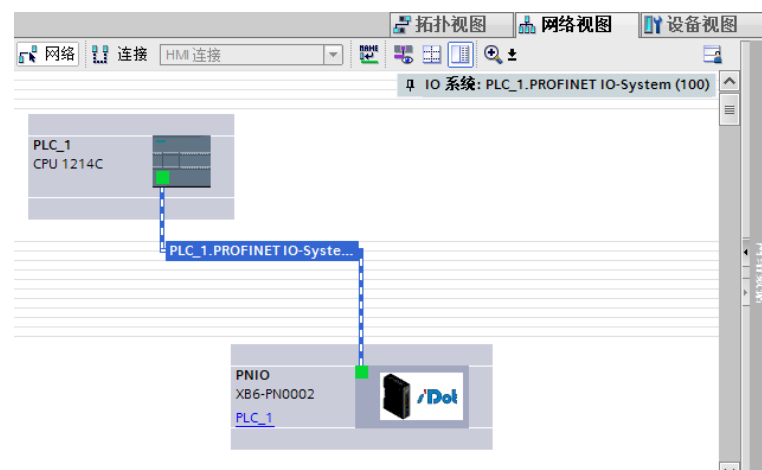 拓扑视图 网络视图 设备视图
网络 连接 HMI 连接
IO 系统: PLC_1.PROFINET IO-System (100)
PLC_1
CPU 1214C
PLC_1.PROFINET IO-Syste...
PNIO
XB6-PN0002
PLC_1